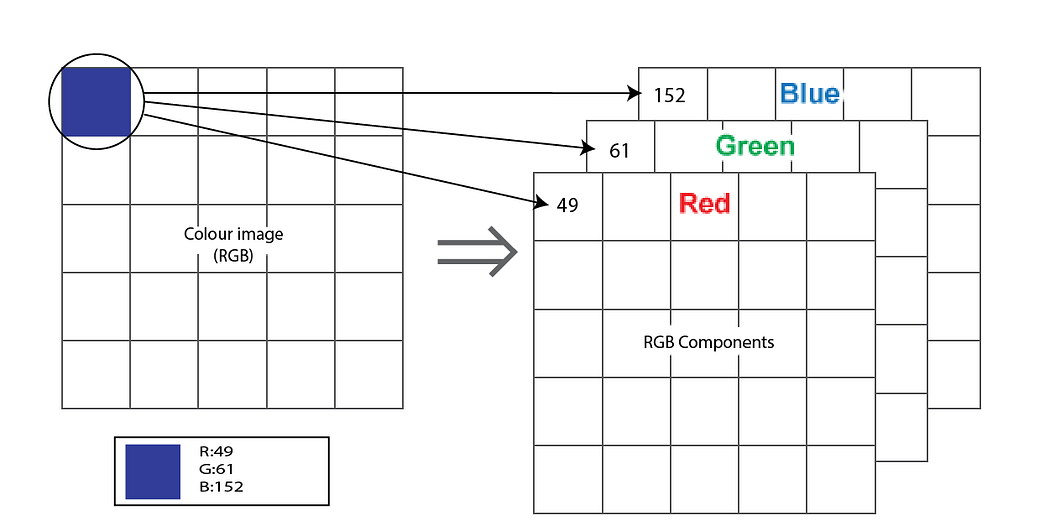 152
Blue
61
Green
49
Red
Colour image
(RGB)
RGB Components
R:49
G:61
B:152